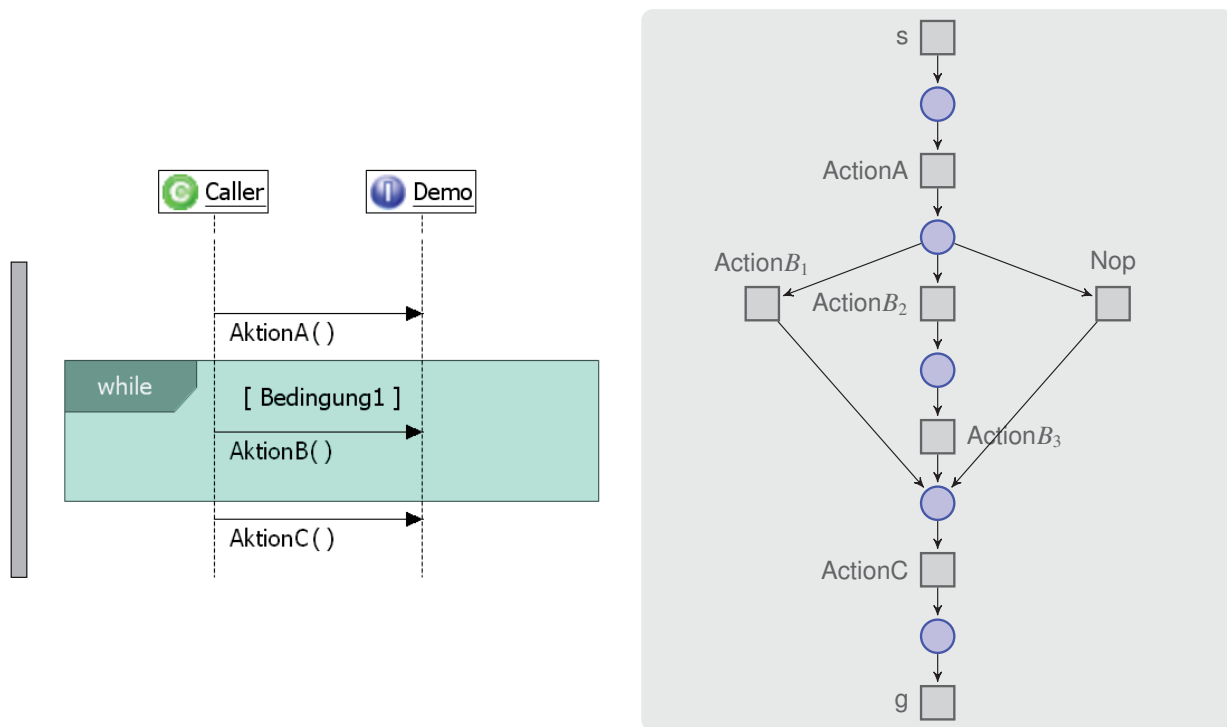 C Caller
I Demo
AktionA( )
while
[ Bedingung1 ]
AktionB( )
AktionC( )
s
ActionA
ActionB₁
ActionB₂
Nop
ActionB₃
ActionC
g